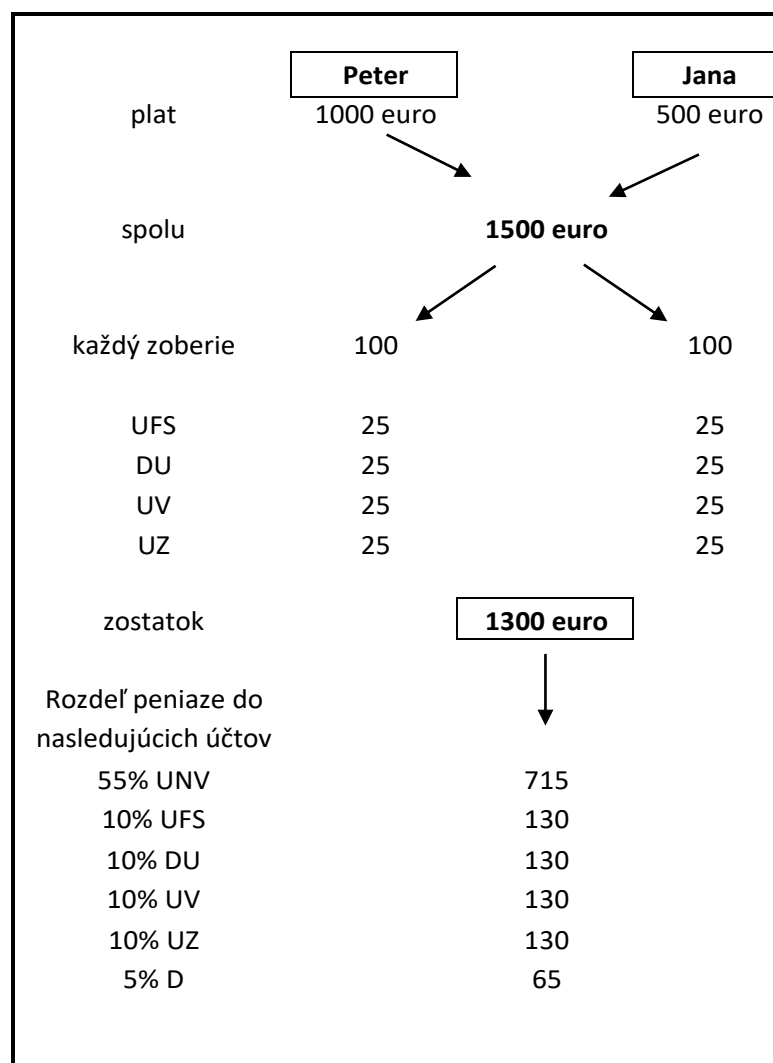 Peter Jana
plat 1000 euro 500 euro
spolu 1500 euro
každý zoberie 100 100
UFS 25 25
DU 25 25
UV 25 25
UZ 25 25
zostatok 1300 euro
Rozdeľ peniaze do
nasledujúcich účtov
55% UNV 715
10% UFS 130
10% DU 130
10% UV 130
10% UZ 130
5% D 65